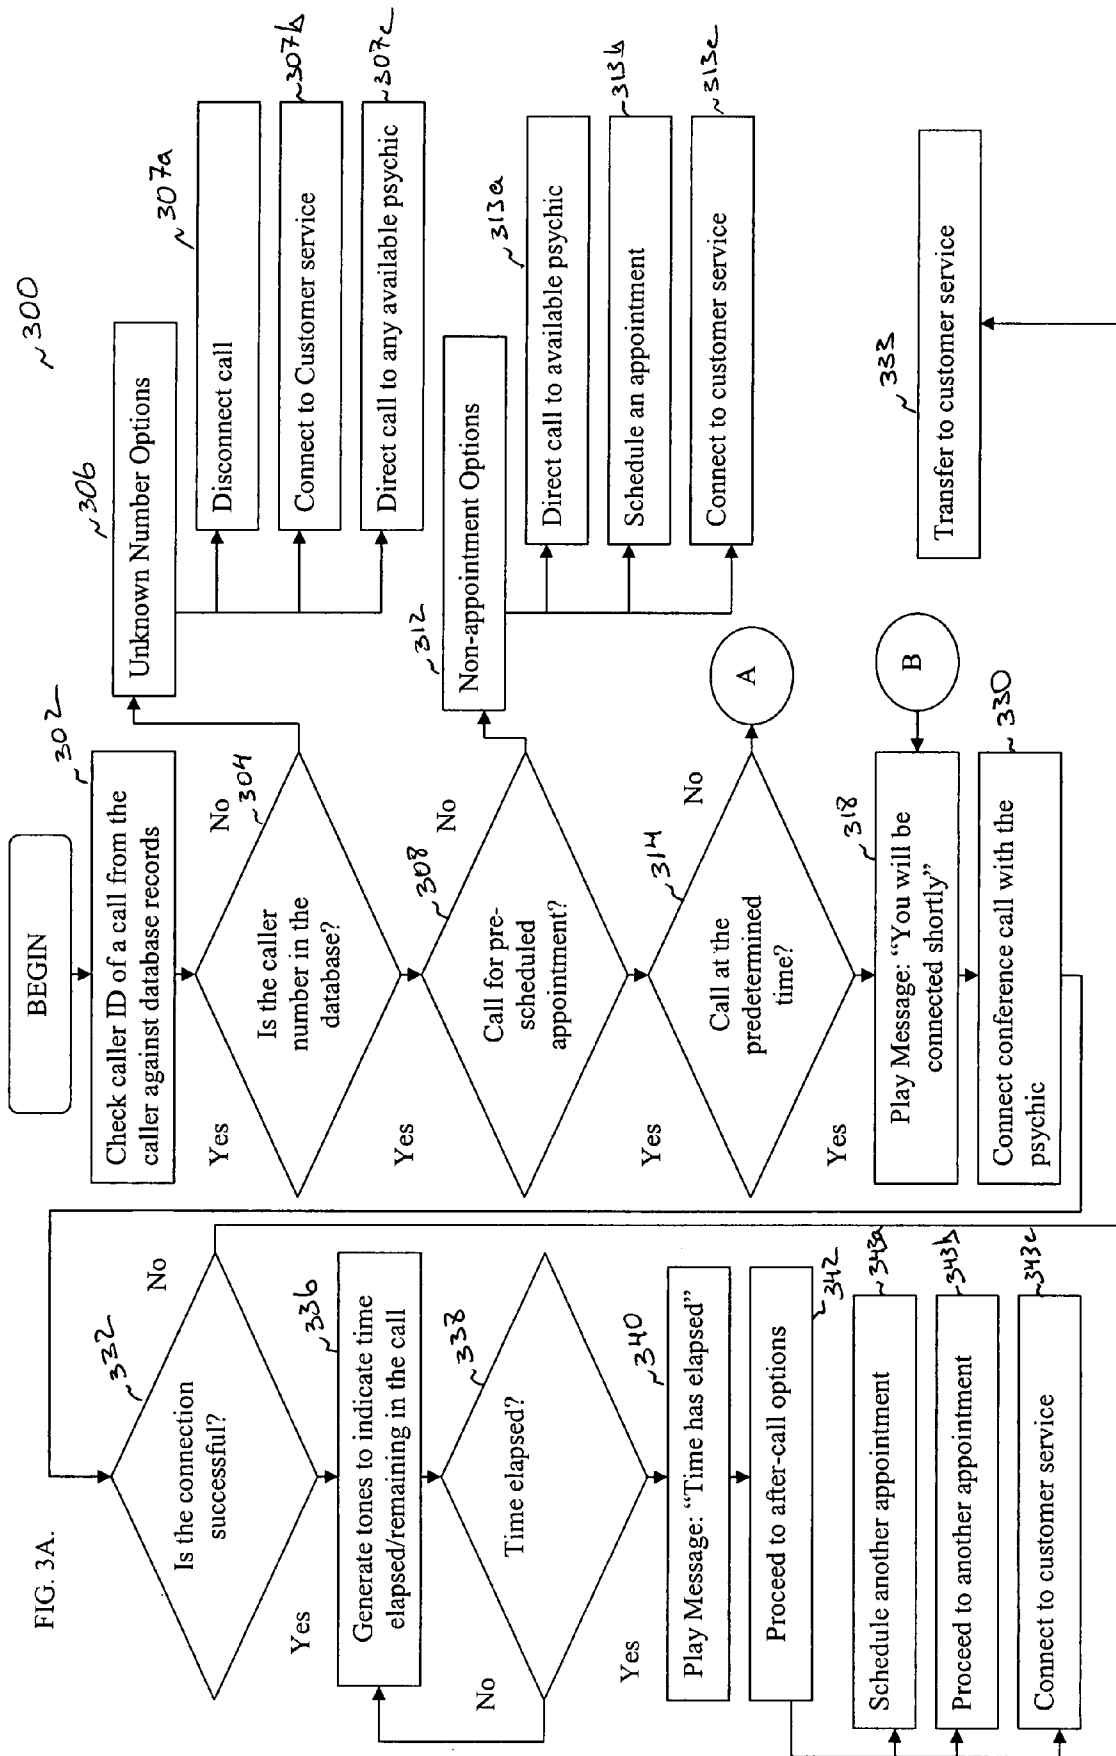 FIG. 3A.
~300
BEGIN
~302
Check caller ID of a call from the
caller against database records
Yes
No
~304
Is the caller
number in the
database?
~306
Unknown Number Options
~307a
Disconnect call
~307b
Connect to Customer service
~307c
Direct call to any available psychic
Yes
No
~308
Call for pre-
scheduled
appointment?
~312
Non-appointment Options
~313a
Direct call to available psychic
~313b
Schedule an appointment
~313c
Connect to customer service
Yes
No
~314
Call at the
predetermined
time?
A
Yes
~318
Play Message: “You will be
connected shortly”
B
~330
Connect conference call with the
psychic
~333
Transfer to customer service
~332
No
Is the connection
successful?
Yes
~336
Generate tones to indicate time
elapsed/remaining in the call
No
~338
Time elapsed?
Yes
~340
Play Message: “Time has elapsed”
~342
Proceed to after-call options
~343a
Schedule another appointment
~343b
Proceed to another appointment
~343c
Connect to customer service